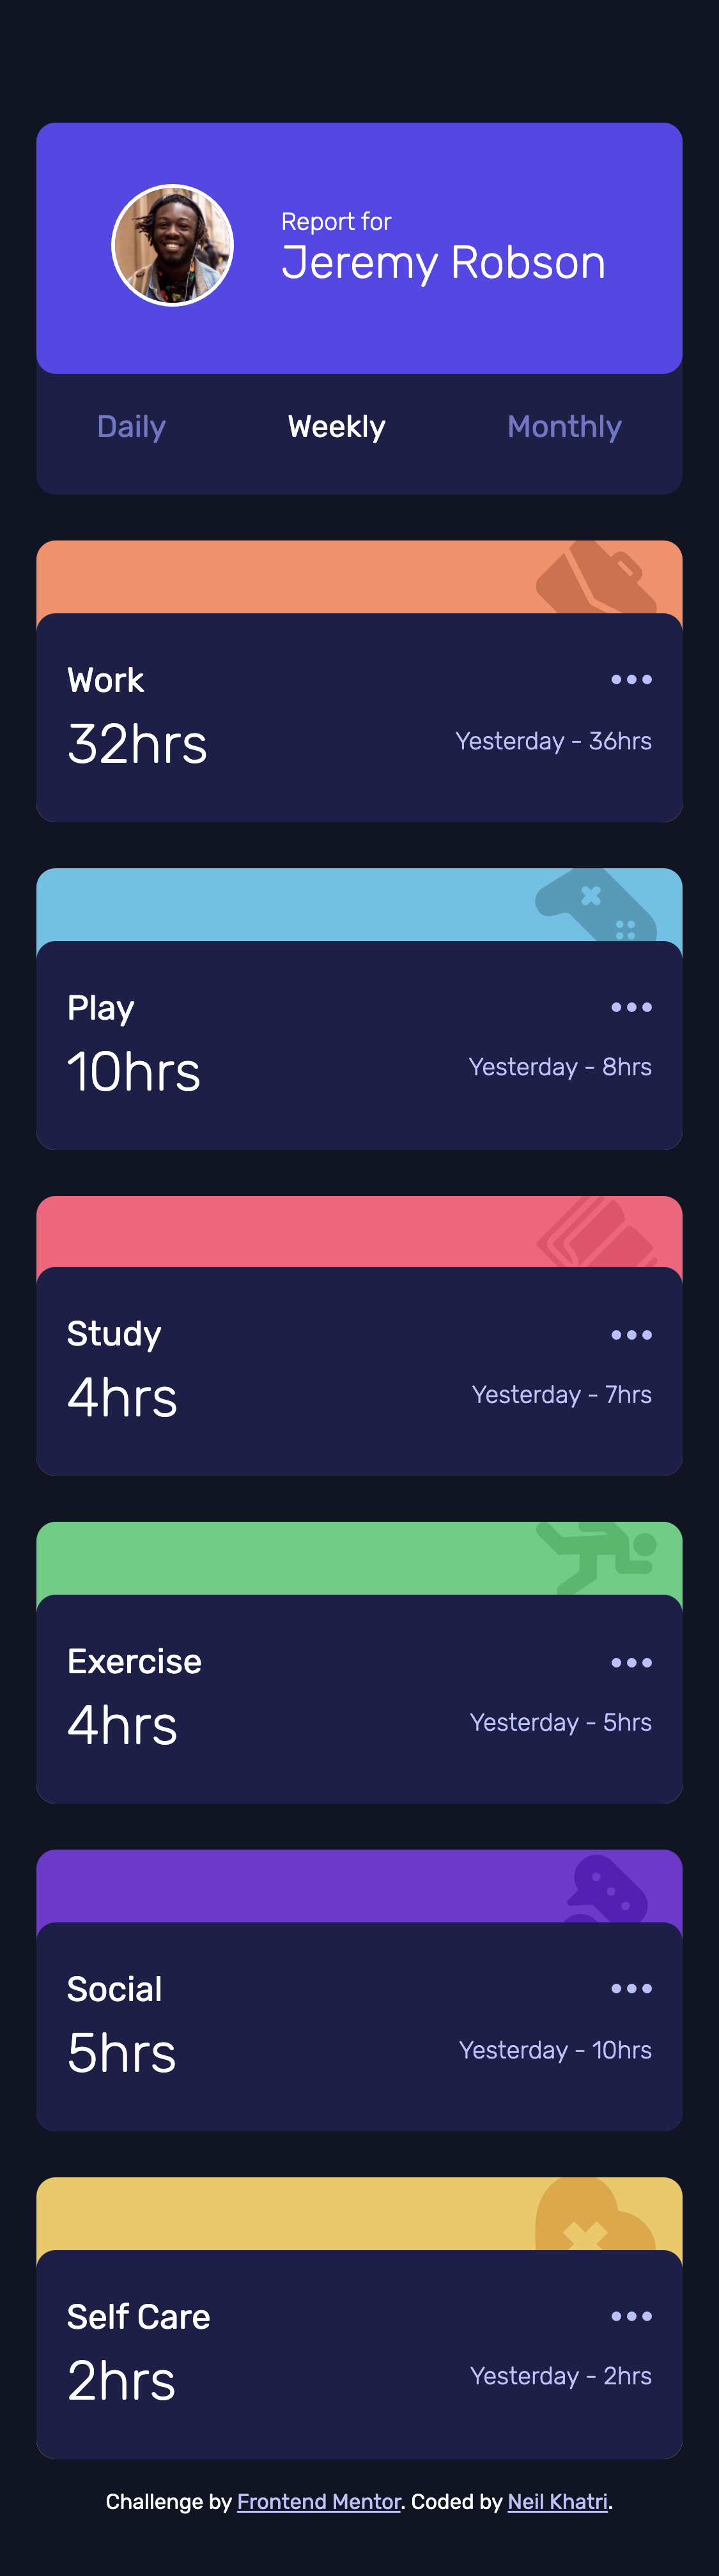 Report for
Jeremy Robson
Daily Weekly Monthly
Work
32hrs Yesterday - 36hrs
Play
10hrs Yesterday - 8hrs
Study
4hrs Yesterday - 7hrs
Exercise
4hrs Yesterday - 5hrs
Social
5hrs Yesterday - 10hrs
Self Care
2hrs Yesterday - 2hrs
Challenge by Frontend Mentor. Coded by Neil Khatri.